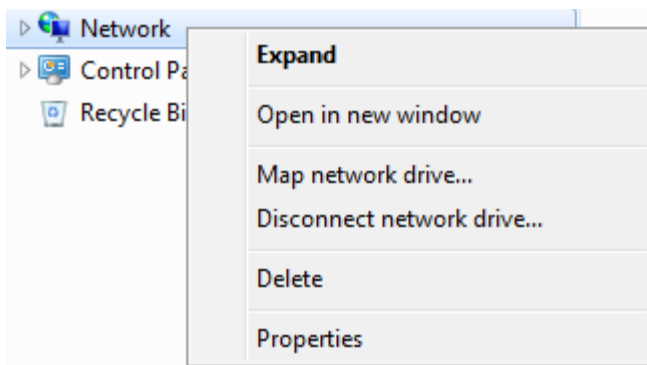 Network
Control Pa
Recycle Bi
Expand
Open in new window
Map network drive...
Disconnect network drive...
Delete
Properties